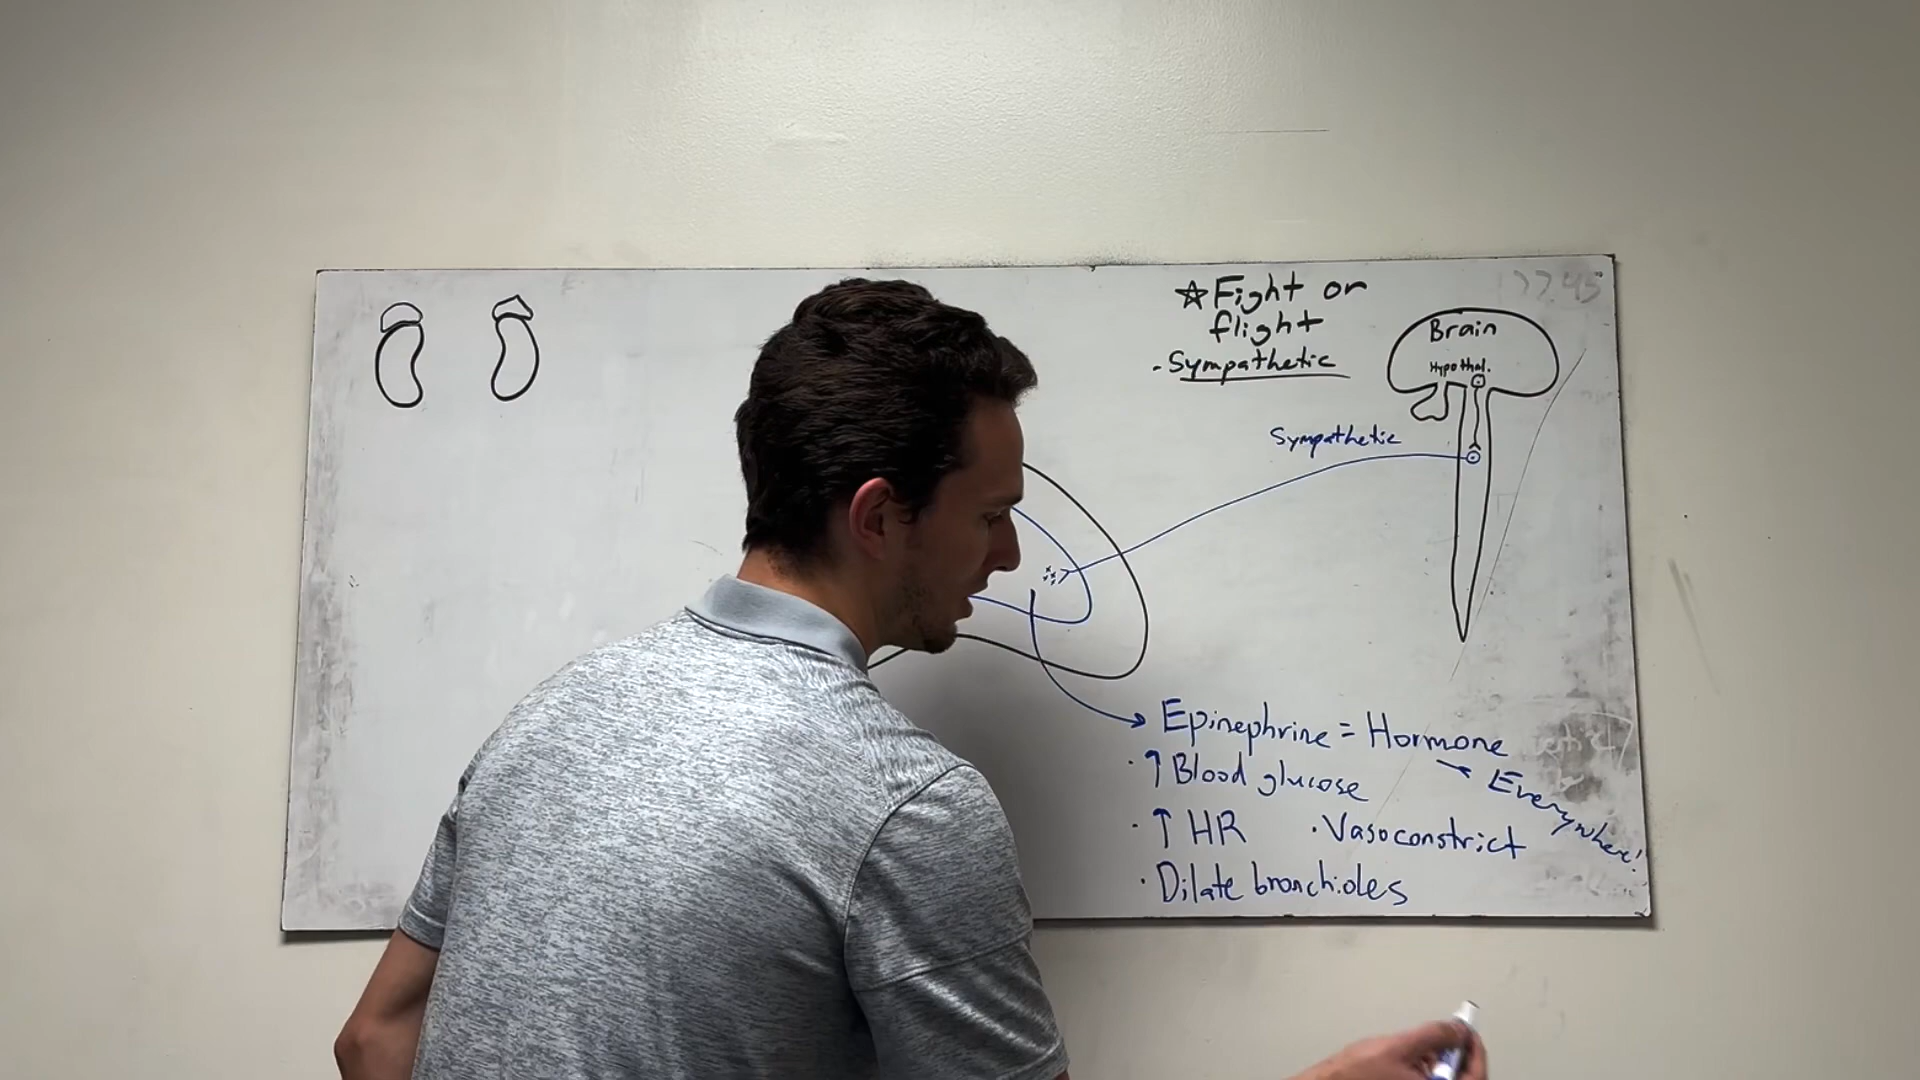 ☆Fight or
flight
- Sympathetic
Brain
Hypothal.
Sympathetic
Epinephrine = Hormone
→ Everywhere!
· ↑ Blood glucose
· ↑ HR · Vasoconstrict
· Dilate bronchioles